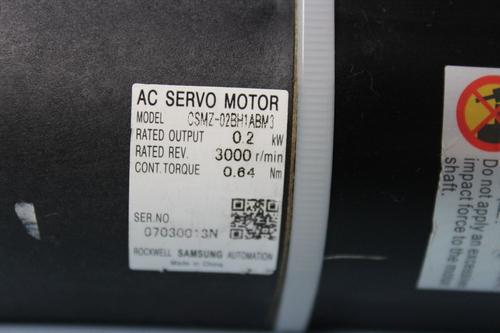 AC SERVO MOTOR
MODEL CSMZ-02BH1ABM3
RATED OUTPUT 0.2 kW
RATED REV. 3000 r/min
CONT.TORQUE 0.64 Nm
SER.NO
07030013N
ROCKWELL SAMSUNG AUTOMATION
Made in China
Do not apply an
impact force to the motor
shaft.